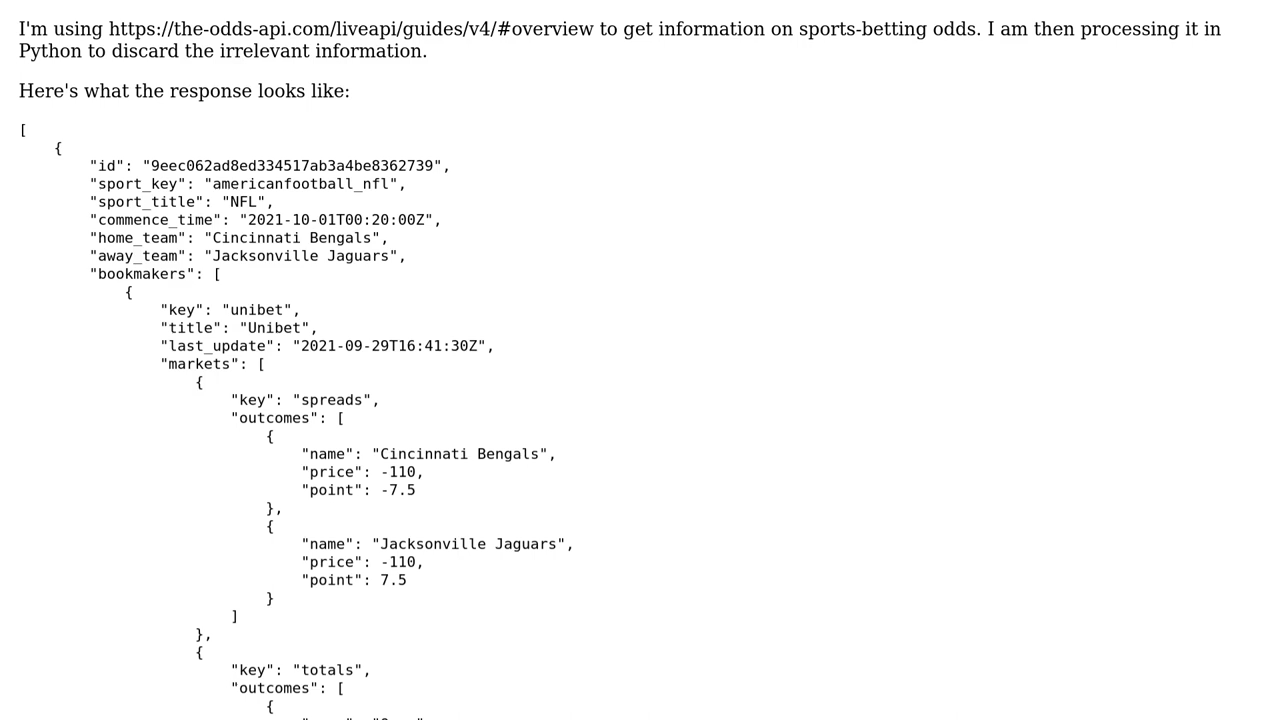 I'm using https://the-odds-api.com/liveapi/guides/v4/#overview to get information on sports-betting odds. I am then processing it in
Python to discard the irrelevant information.
Here's what the response looks like:
[
    {
        "id": "9eec062ad8ed334517ab3a4be8362739",
        "sport_key": "americanfootball_nfl",
        "sport_title": "NFL",
        "commence_time": "2021-10-01T00:20:00Z",
        "home_team": "Cincinnati Bengals",
        "away_team": "Jacksonville Jaguars",
        "bookmakers": [
            {
                "key": "unibet",
                "title": "Unibet",
                "last_update": "2021-09-29T16:41:30Z",
                "markets": [
                    {
                        "key": "spreads",
                        "outcomes": [
                            {
                                "name": "Cincinnati Bengals",
                                "price": -110,
                                "point": -7.5
                            },
                            {
                                "name": "Jacksonville Jaguars",
                                "price": -110,
                                "point": 7.5
                            }
                        ]
                    },
                    {
                        "key": "totals",
                        "outcomes": [
                            {